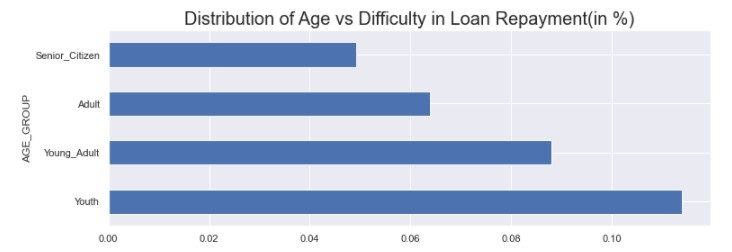 Distribution of Age vs Difficulty in Loan Repayment(in %)
Senior_Citizen
Adult
Young_Adult
Youth
AGE_GROUP
0.00 0.02 0.04 0.06 0.08 0.10